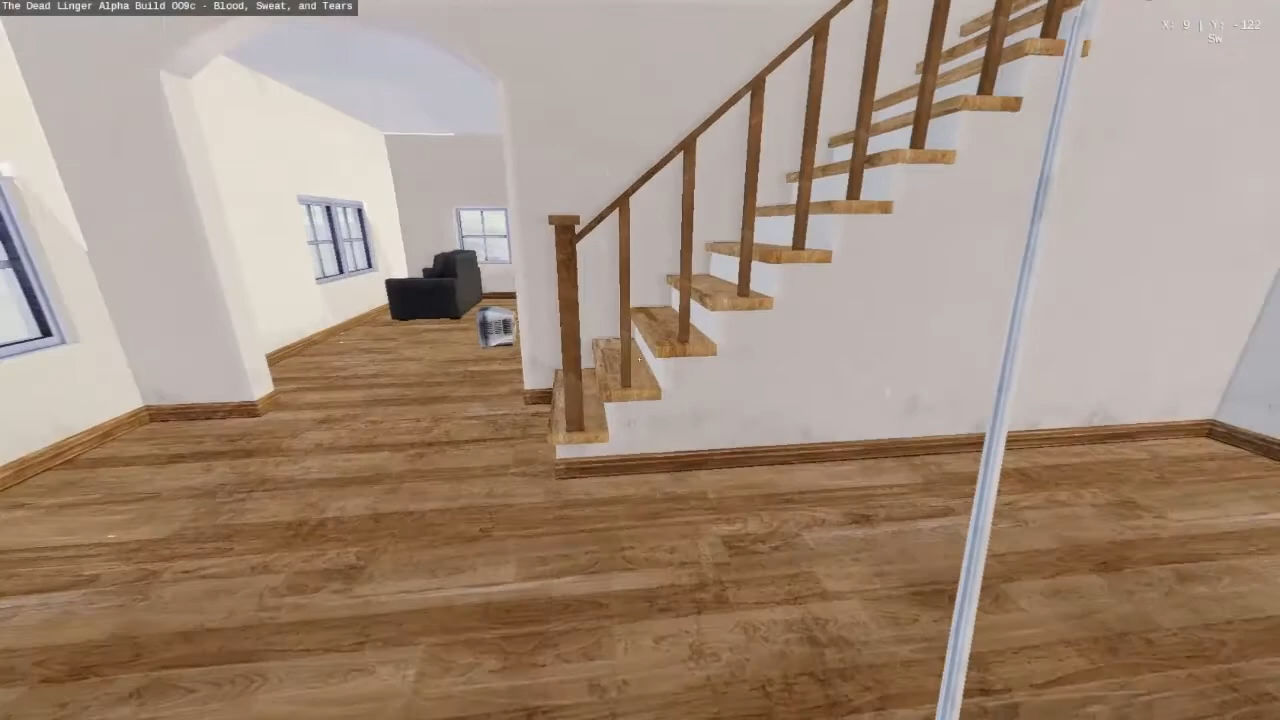 The Dead Linger Alpha Build 009c - Blood, Sweat, and Tears
X: 9 | Y: -122
SW